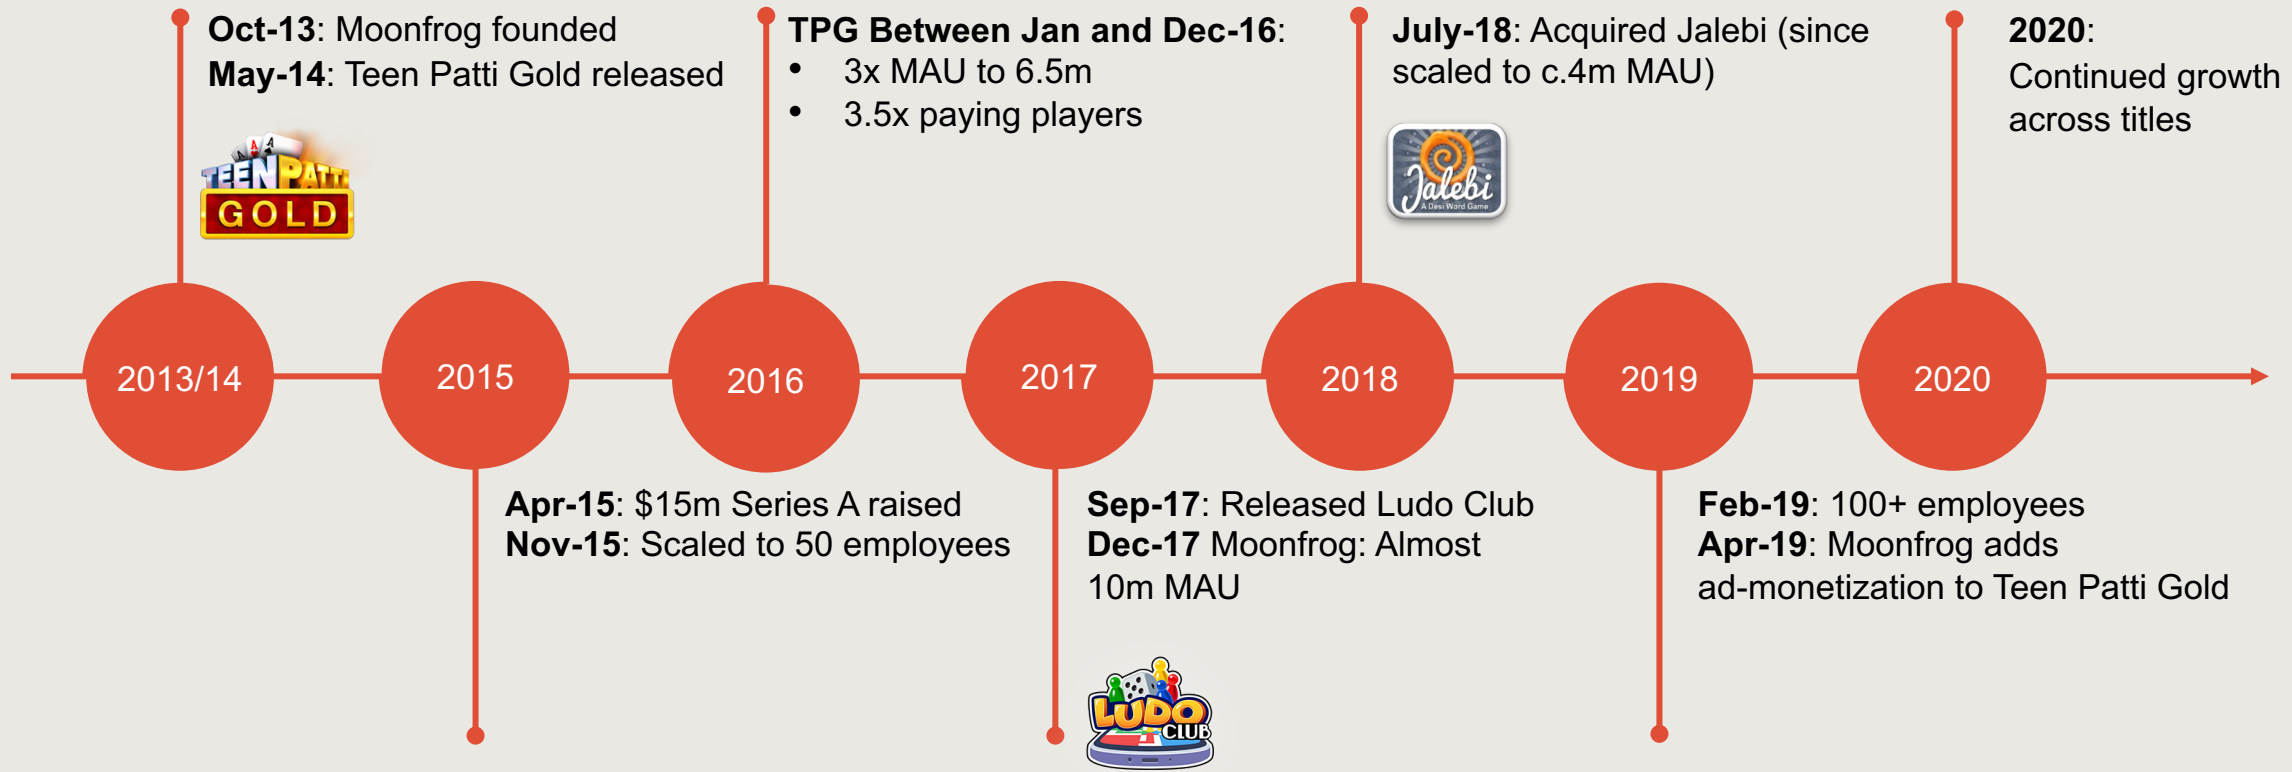 Oct-13: Moonfrog founded
May-14: Teen Patti Gold released
TEEN PATTI
GOLD
TPG Between Jan and Dec-16:
• 3x MAU to 6.5m
• 3.5x paying players
July-18: Acquired Jalebi (since
scaled to c.4m MAU)
Jalebi
A Desi Word Game
2020:
Continued growth
across titles
2013/14
2015
2016
2017
2018
2019
2020
Apr-15: $15m Series A raised
Nov-15: Scaled to 50 employees
Sep-17: Released Ludo Club
Dec-17 Moonfrog: Almost
10m MAU
LUDO
CLUB
Feb-19: 100+ employees
Apr-19: Moonfrog adds
ad-monetization to Teen Patti Gold